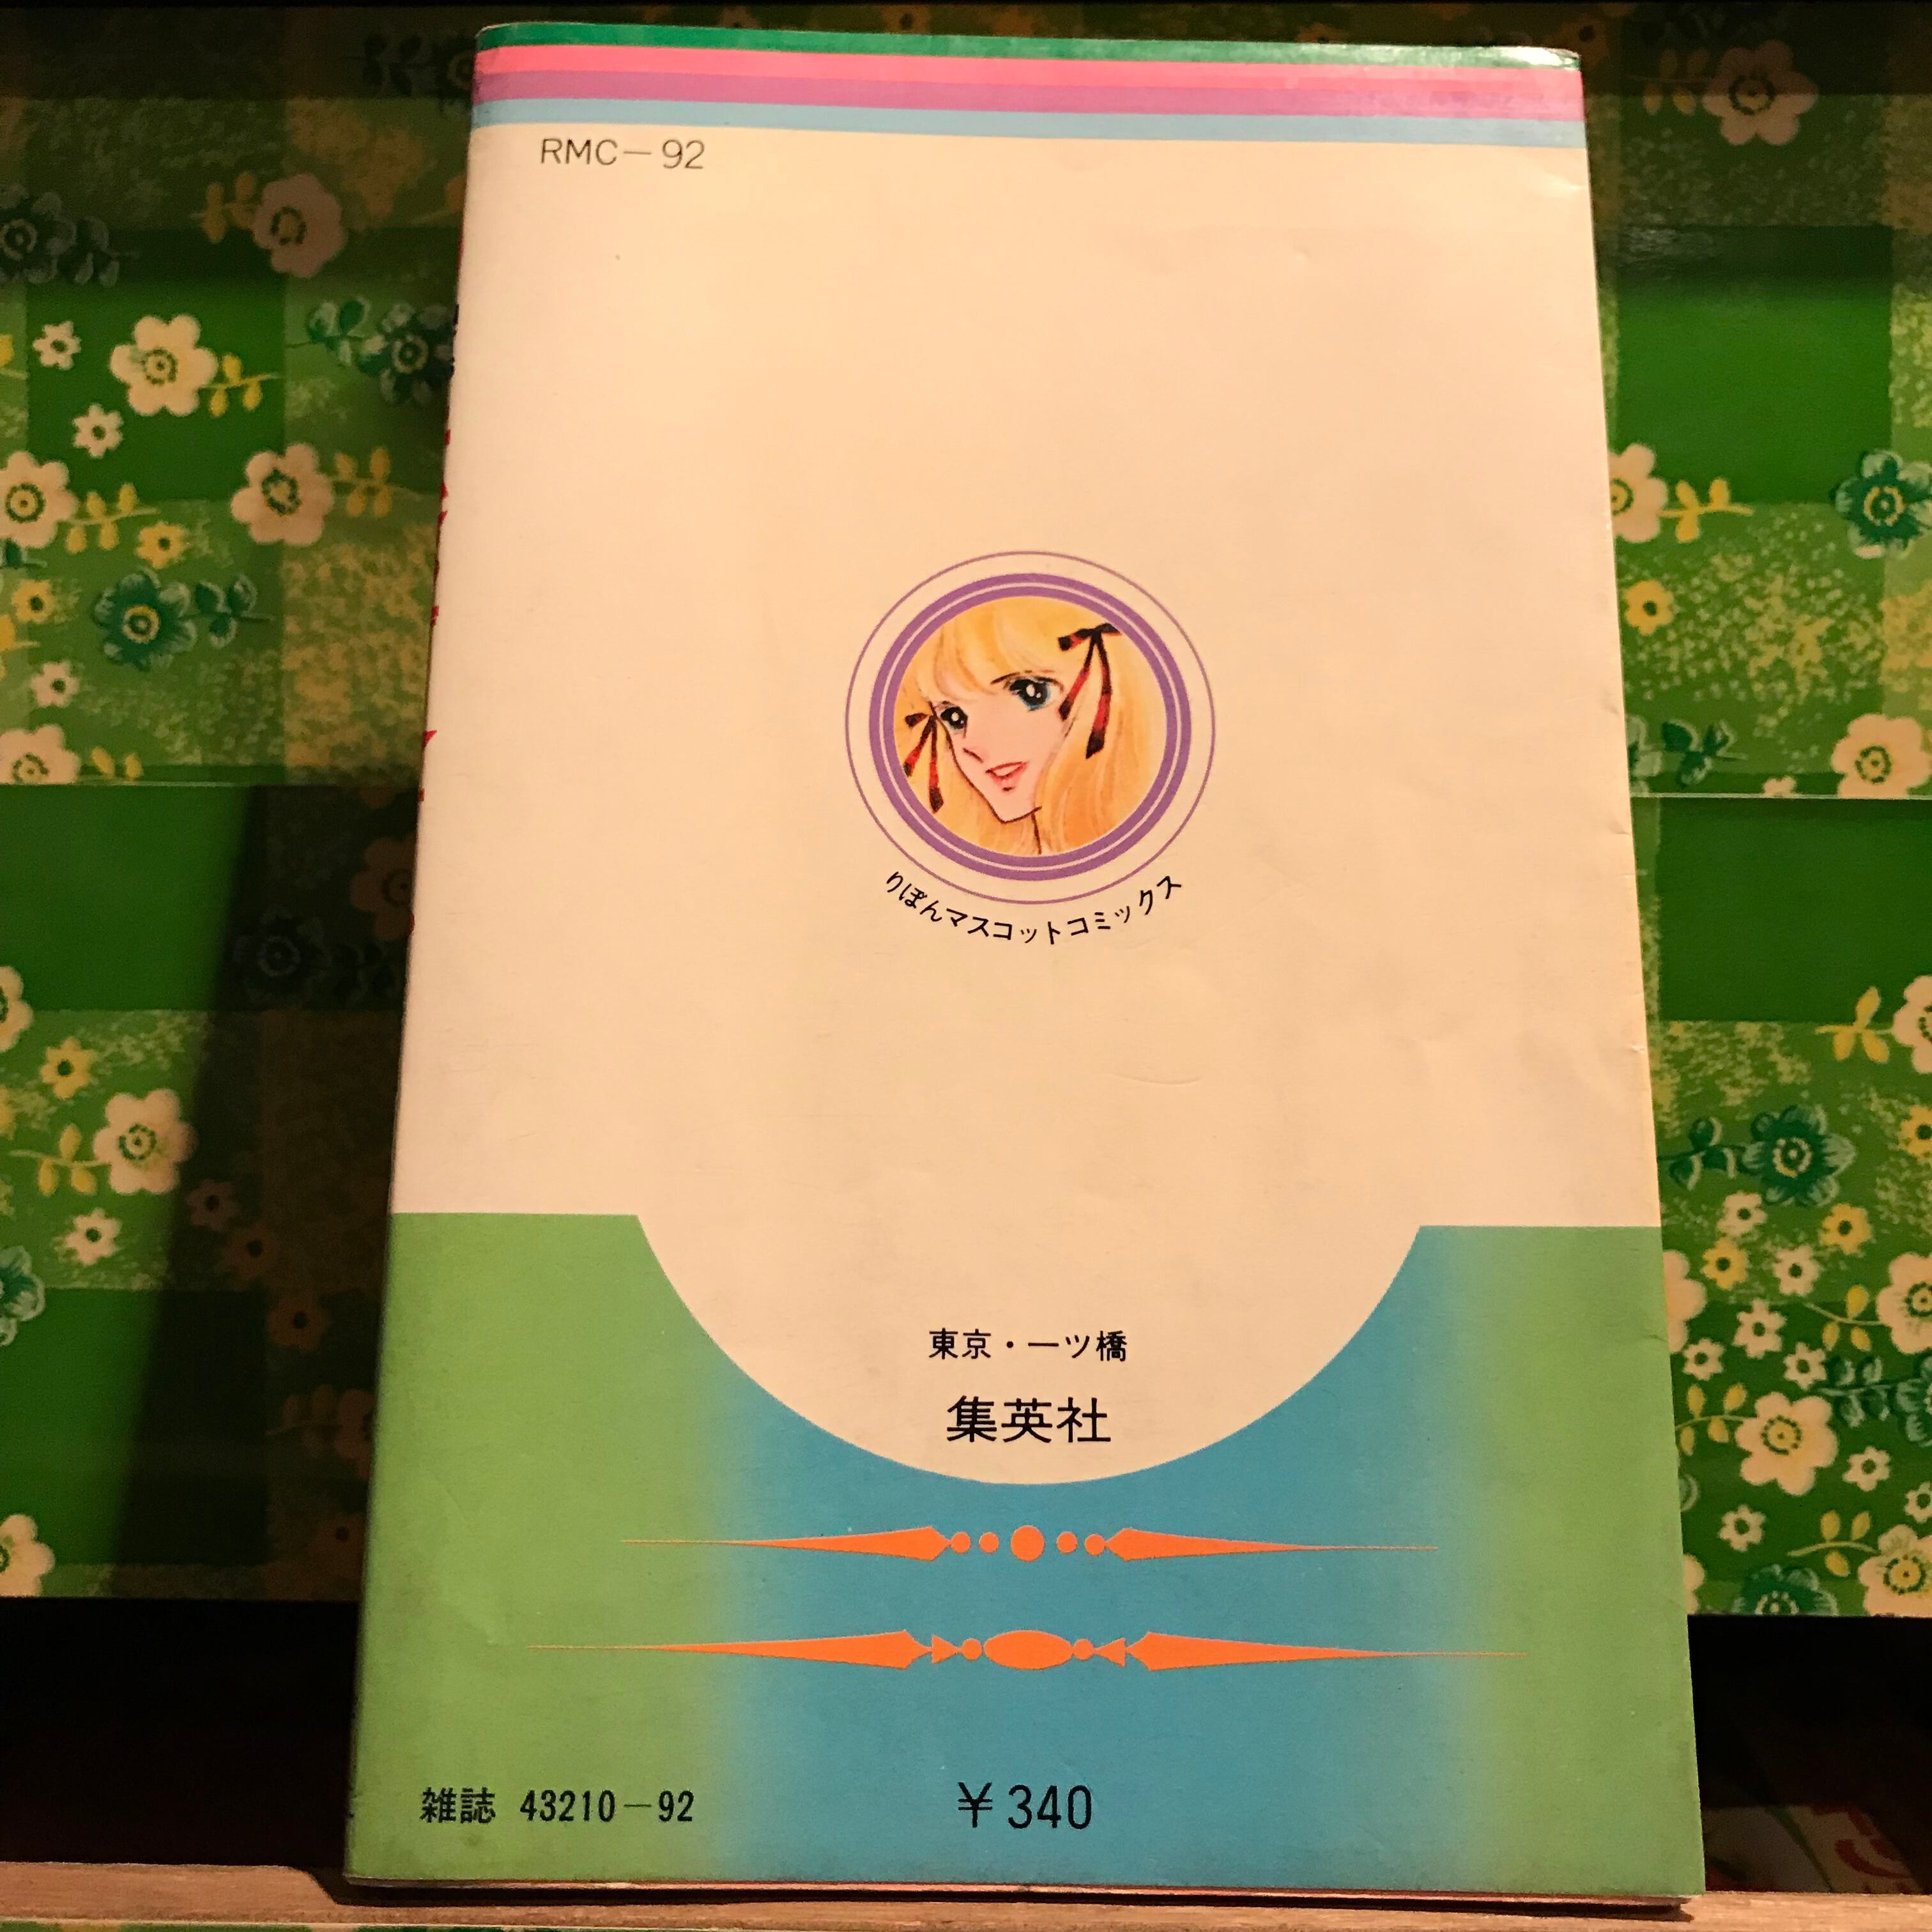 RMC－92
りぼんマスコットコミックス
東京・一ツ橋
集英社
雑誌 43210－92
￥340